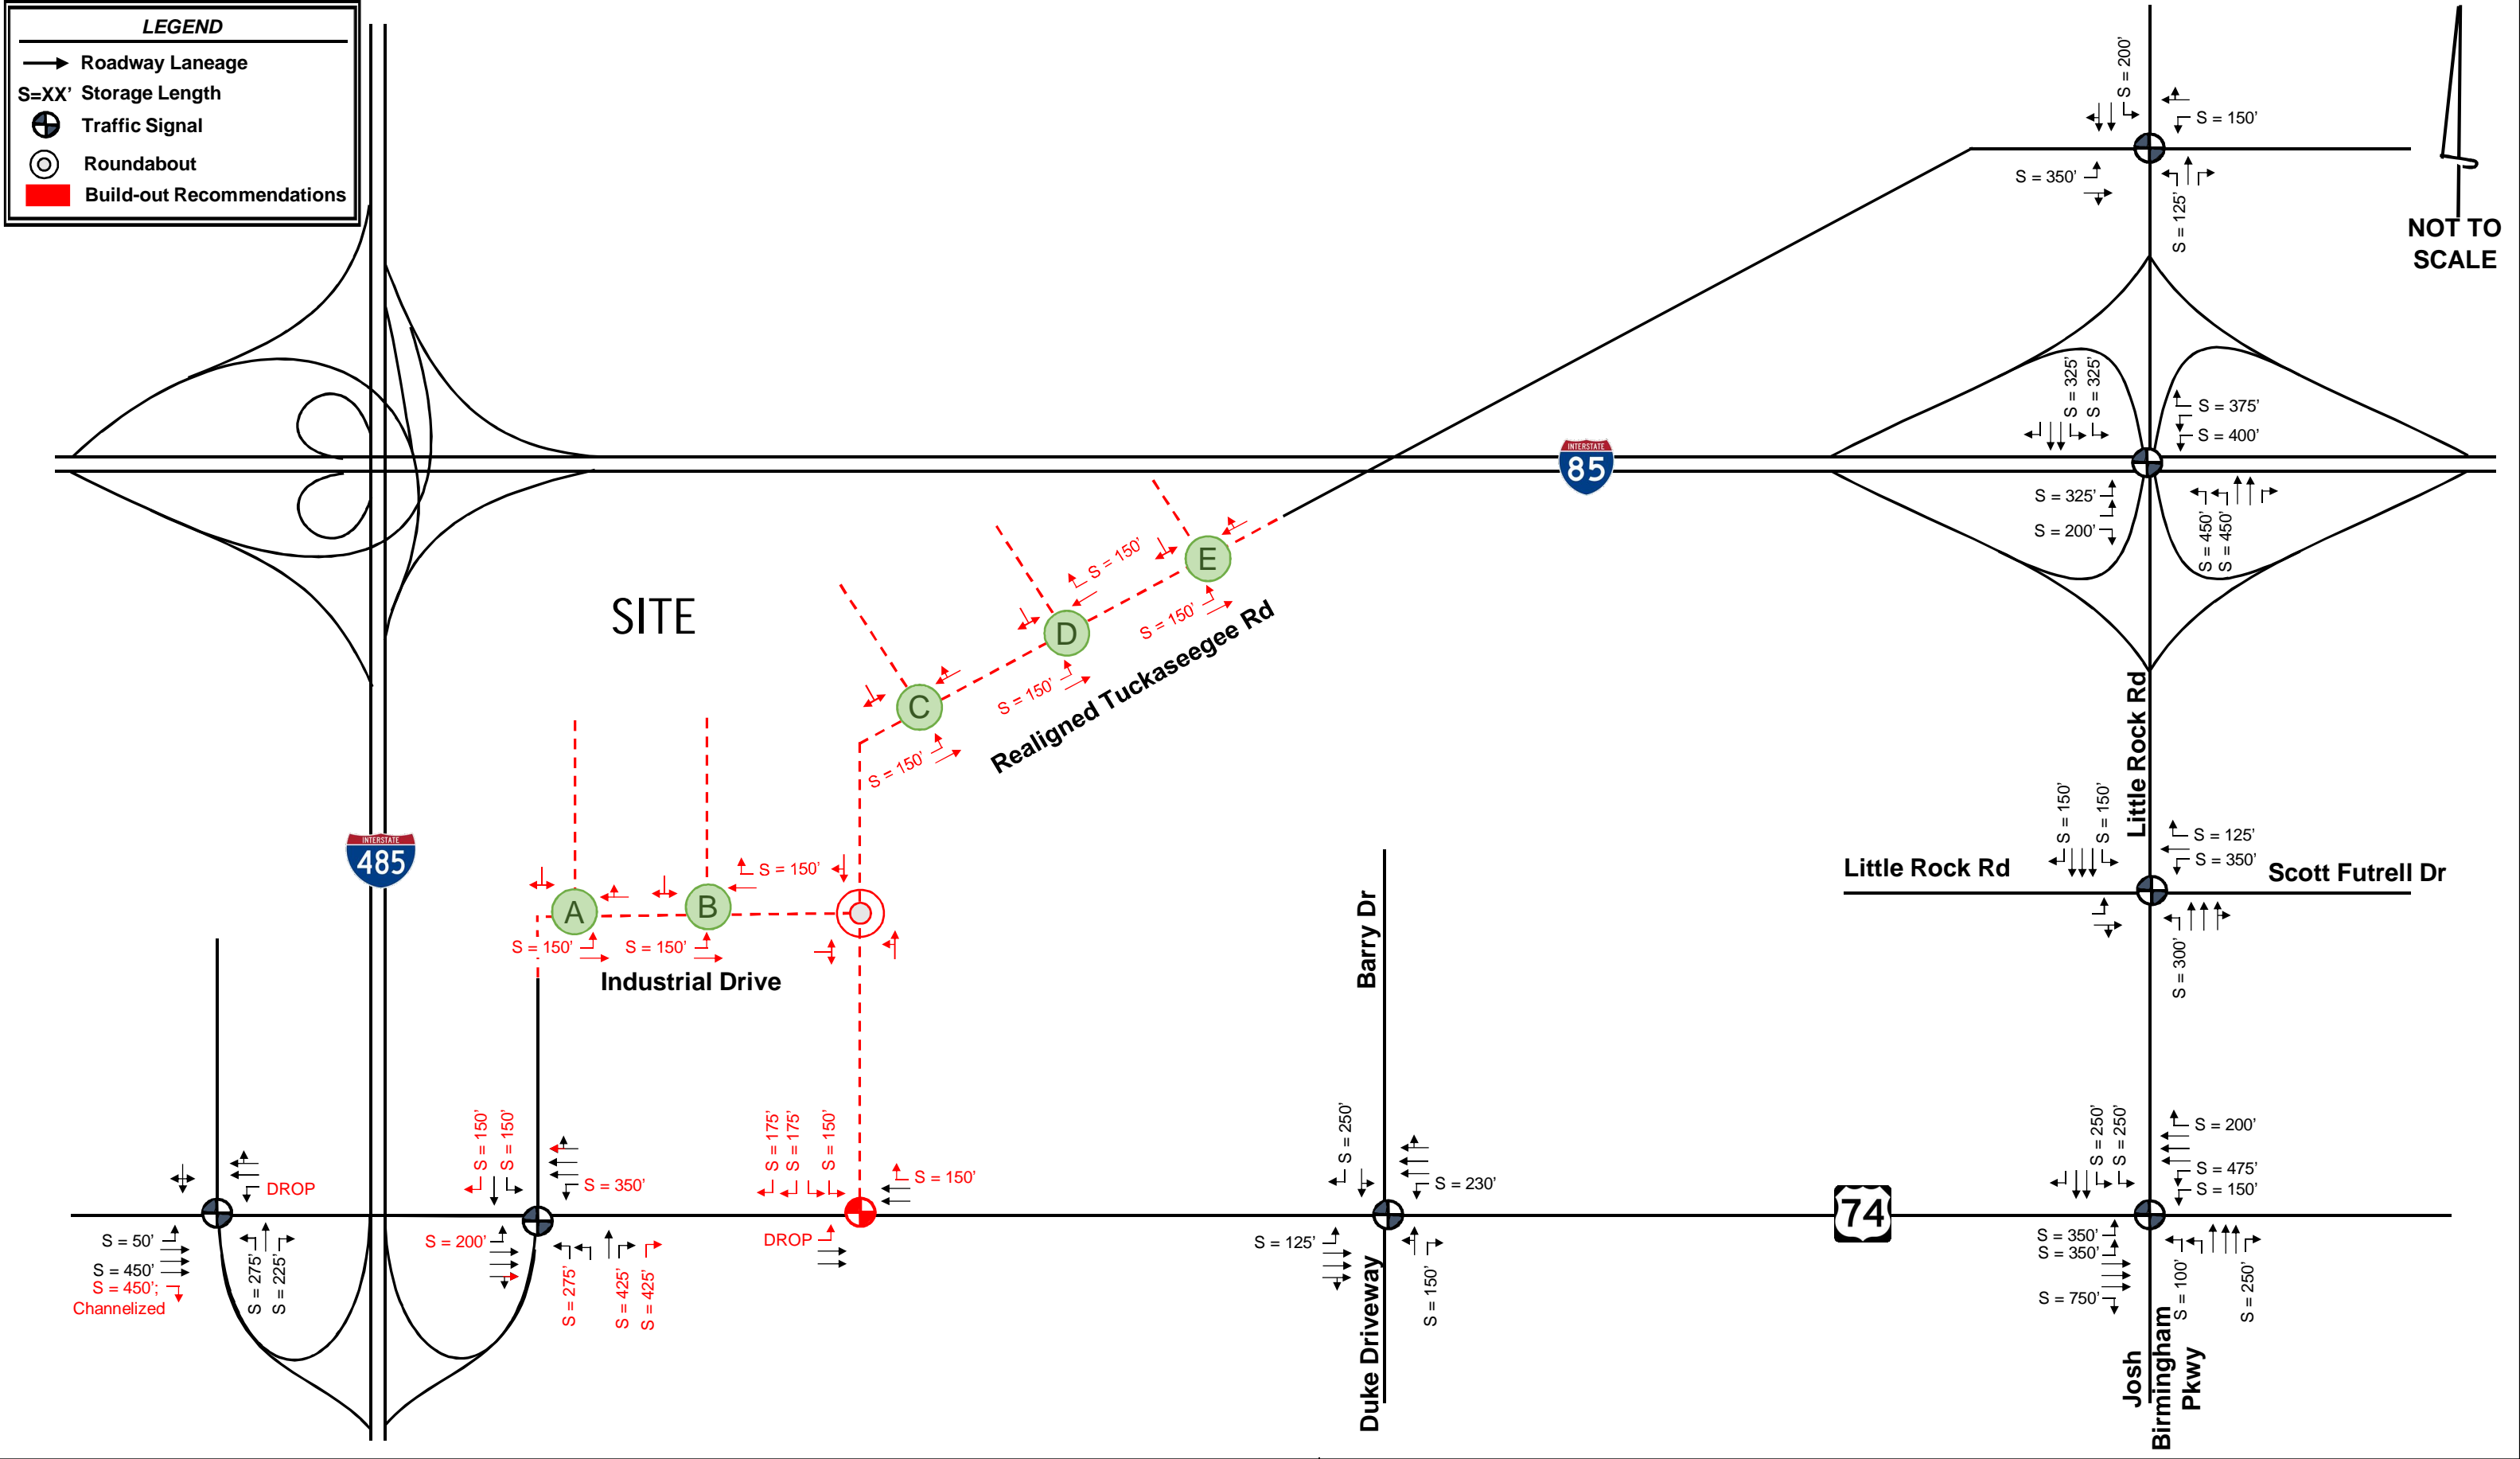 LEGEND
Roadway Laneage
S=XX' Storage Length
Traffic Signal
Roundabout
Build-out Recommendations
NOT TO
SCALE
S = 200'
S = 150'
S = 350'
S = 125'
INTERSTATE
85
S = 325'
S = 325'
S = 375'
S = 400'
S = 325'
S = 200'
S = 450'
S = 450'
SITE
E
S = 150'
S = 150'
D
S = 150'
C
S = 150'
Realigned Tuckaseegee Rd
Little Rock Rd
INTERSTATE
485
A
B
S = 150'
S = 150'
S = 150'
Industrial Drive
Barry Dr
S = 150'
S = 150'
S = 125'
S = 350'
Little Rock Rd
Scott Futrell Dr
S = 300'
DROP
S = 50'
S = 450'
S = 450';
Channelized
S = 275'
S = 225'
S = 150'
S = 150'
S = 350'
S = 200'
S = 275'
S = 425'
S = 425'
S = 175'
S = 175'
S = 150'
S = 150'
DROP
S = 250'
S = 230'
S = 125'
S = 150'
Duke Driveway
74
S = 250'
S = 250'
S = 200'
S = 475'
S = 150'
S = 350'
S = 350'
S = 750'
S = 100'
S = 250'
Josh
Birmingham
Pkwy